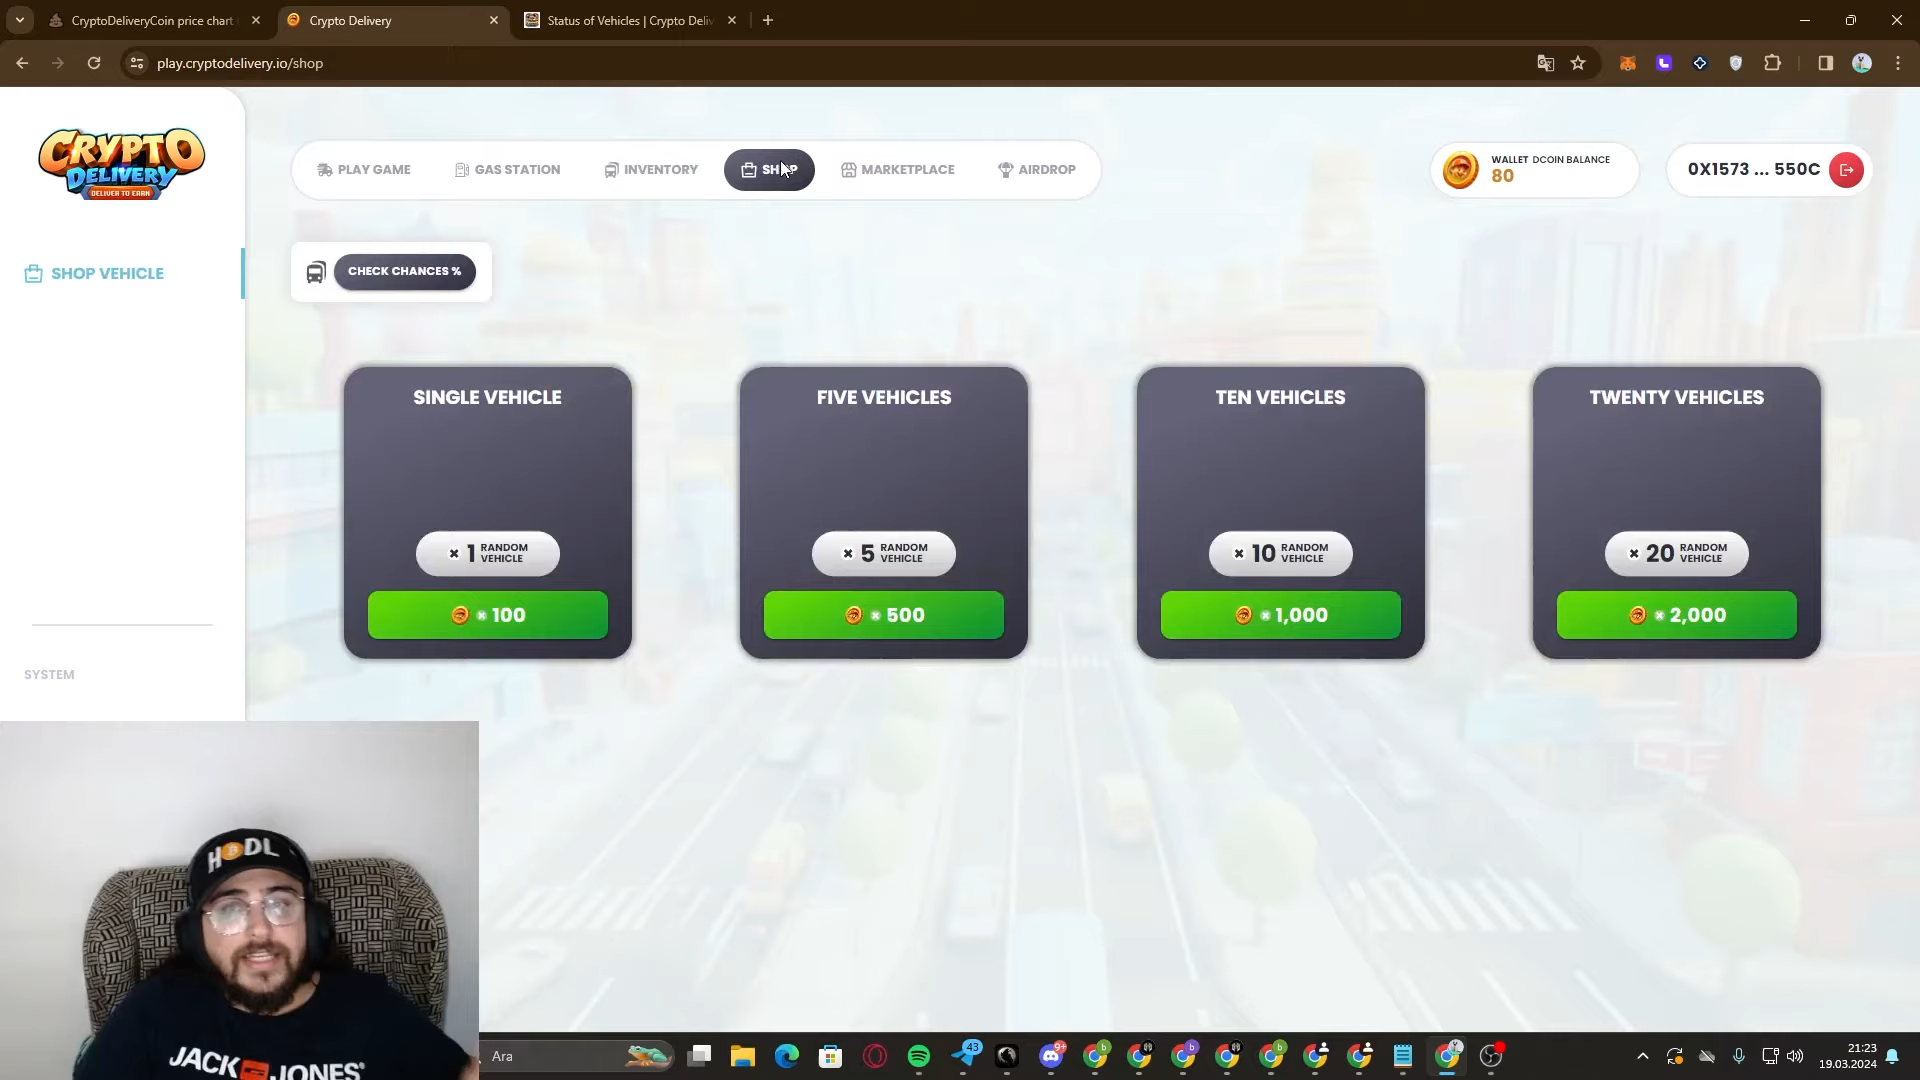 CryptoDeliveryCoin price chart
Crypto Delivery
Status of Vehicles | Crypto Deliv
play.cryptodelivery.io/shop
CRYPTO
DELIVERY
DELIVER TO EARN
PLAY GAME
GAS STATION
INVENTORY
SHOP
MARKETPLACE
AIRDROP
WALLET DCOIN BALANCE
80
0X1573 ... 550C
SHOP VEHICLE
CHECK CHANCES %
SINGLE VEHICLE
× 1 RANDOM
VEHICLE
× 100
FIVE VEHICLES
× 5 RANDOM
VEHICLE
× 500
TEN VEHICLES
× 10 RANDOM
VEHICLE
× 1,000
TWENTY VEHICLES
× 20 RANDOM
VEHICLE
× 2,000
SYSTEM
HODL
JACK JONES
Ara
43
9+
21:23
19.03.2024